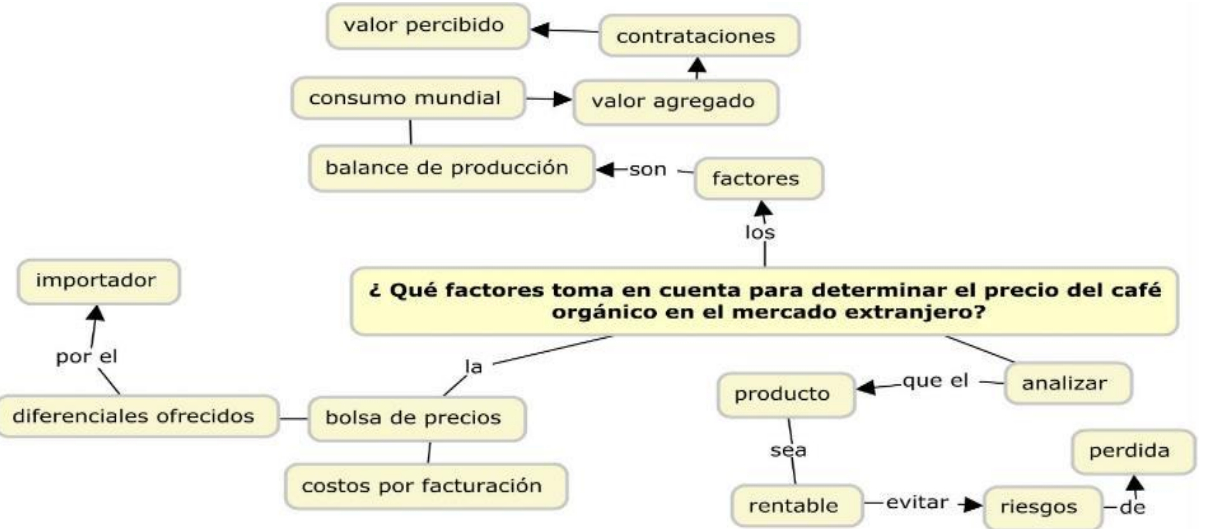 valor percibido
contrataciones
consumo mundial
valor agregado
balance de producción
son
factores
los
importador
¿ Qué factores toma en cuenta para determinar el precio del café
orgánico en el mercado extranjero?
por el
la
diferenciales ofrecidos
bolsa de precios
costos por facturación
producto
que el
analizar
sea
perdida
rentable
evitar
riesgos
de